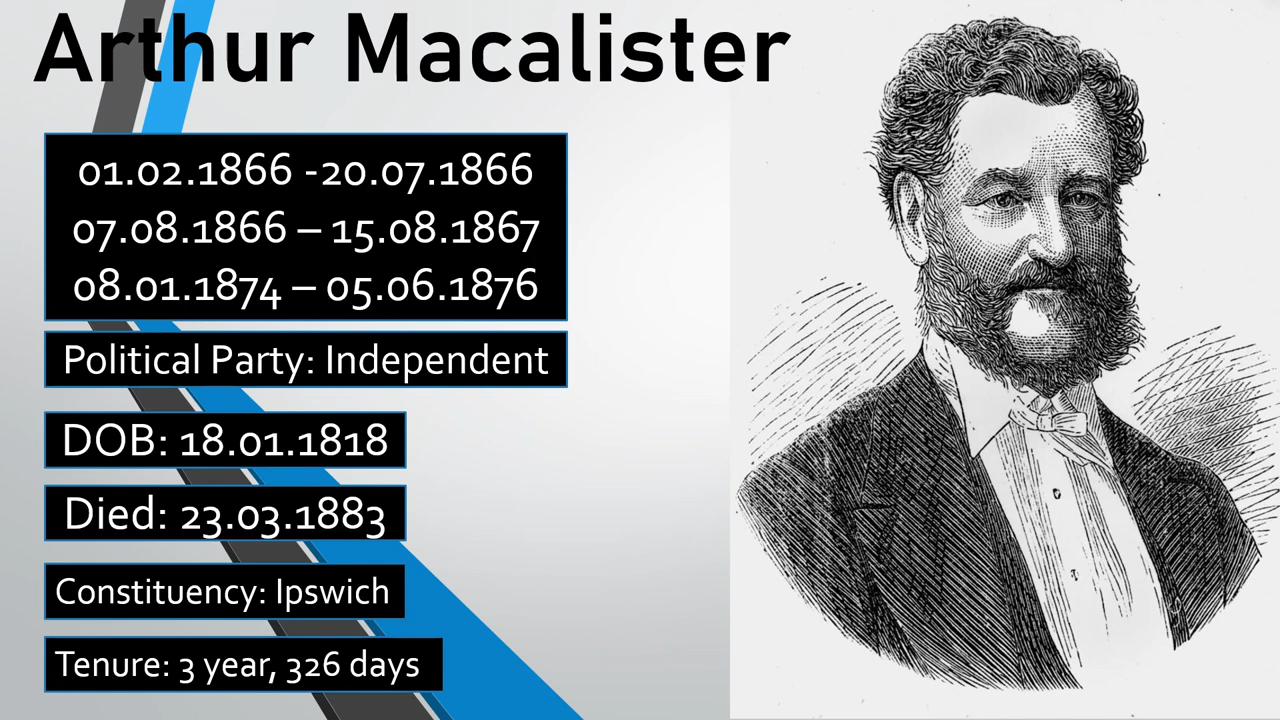 Arthur Macalister
01.02.1866 -20.07.1866
07.08.1866 – 15.08.1867
08.01.1874 – 05.06.1876
Political Party: Independent
DOB: 18.01.1818
Died: 23.03.1883
Constituency: Ipswich
Tenure: 3 year, 326 days